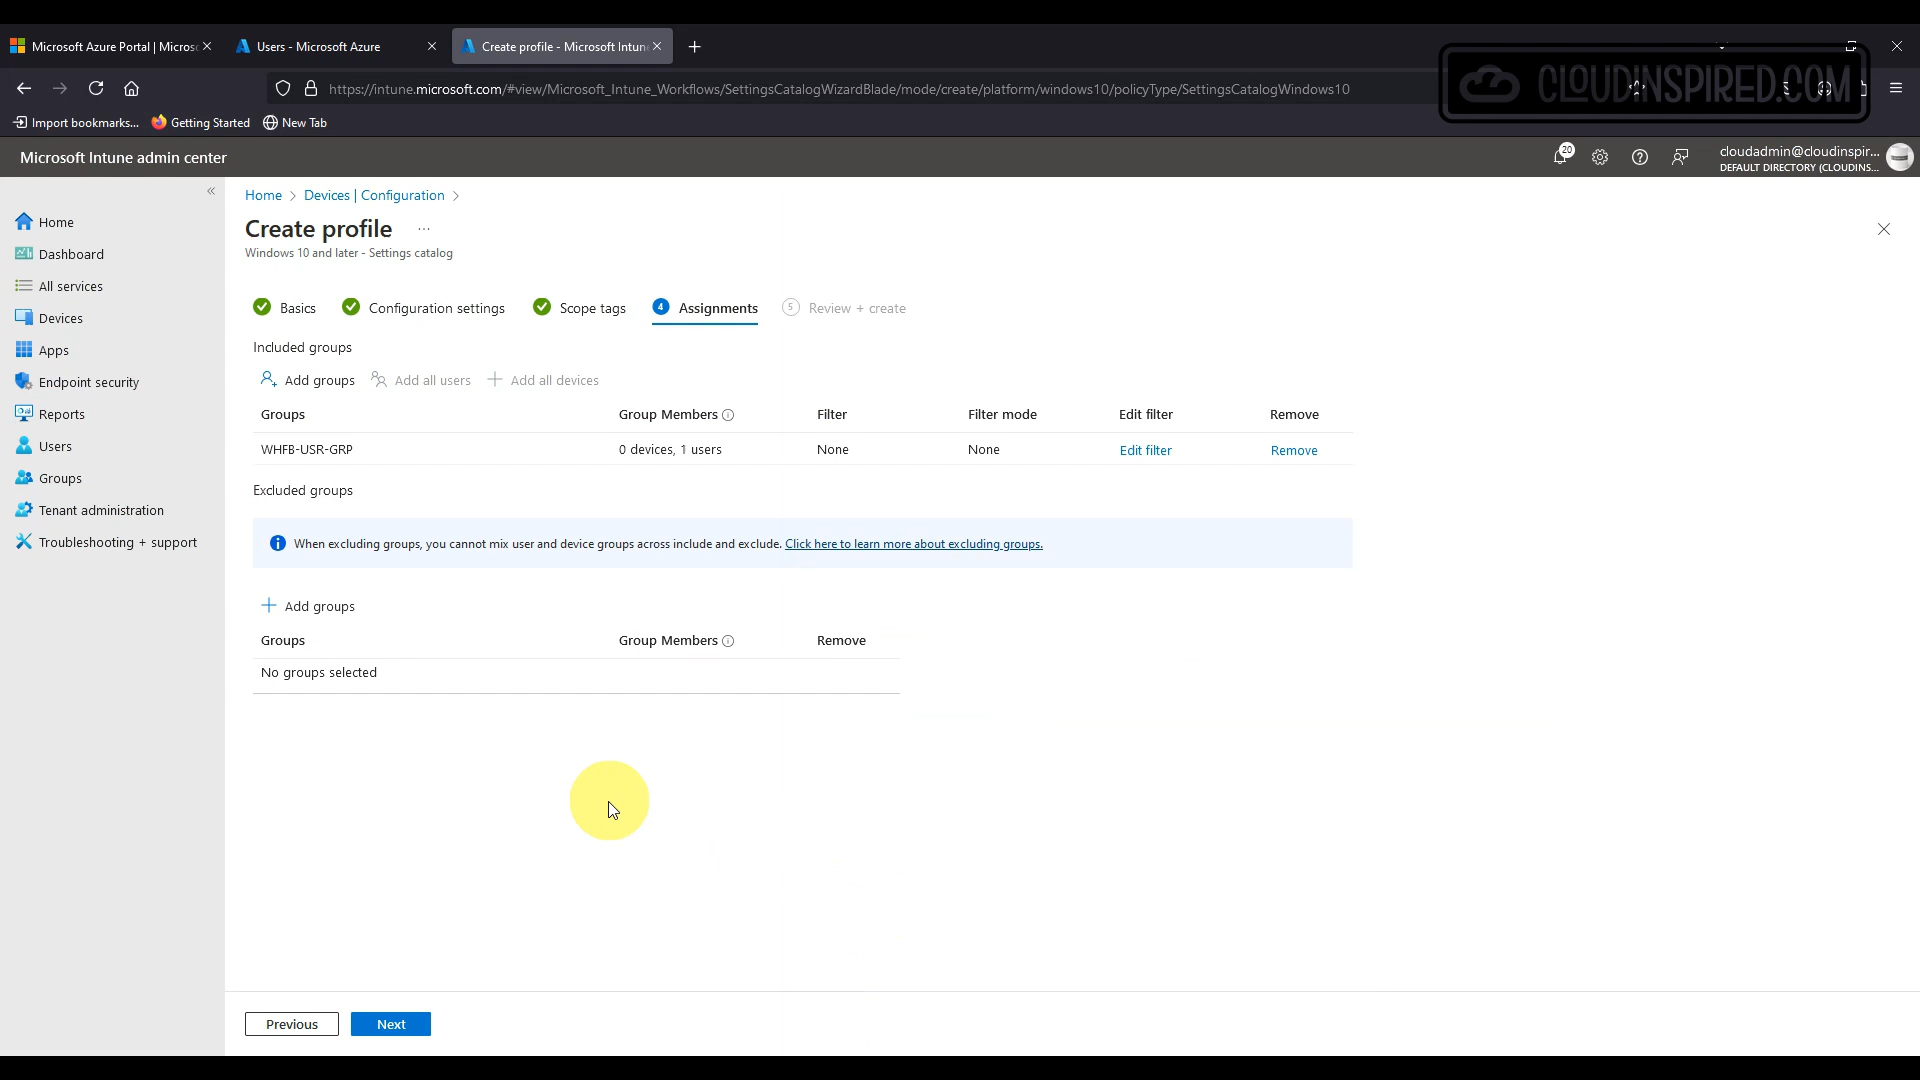 Microsoft Azure Portal | Micros
Users - Microsoft Azure
Create profile - Microsoft Intun
https://intune.microsoft.com/#view/Microsoft_Intune_Workflows/SettingsCatalogWizardBlade/mode/create/platform/windows10/policyType/SettingsCatalogWindows10
CLOUDINSPIRED.COM
Import bookmarks...
Getting Started
New Tab
Microsoft Intune admin center
20
cloudadmin@cloudinspir...
DEFAULT DIRECTORY (CLOUDINS...
«
Home
Dashboard
All services
Devices
Apps
Endpoint security
Reports
Users
Groups
Tenant administration
Troubleshooting + support
Home > Devices | Configuration >
Create profile ...
Windows 10 and later - Settings catalog
Basics
Configuration settings
Scope tags
4 Assignments
5 Review + create
Included groups
Add groups
Add all users
Add all devices
Groups Group Members Filter Filter mode Edit filter Remove
WHFB-USR-GRP 0 devices, 1 users None None Edit filter Remove
Excluded groups
When excluding groups, you cannot mix user and device groups across include and exclude. Click here to learn more about excluding groups.
Add groups
Groups Group Members Remove
No groups selected
Previous
Next